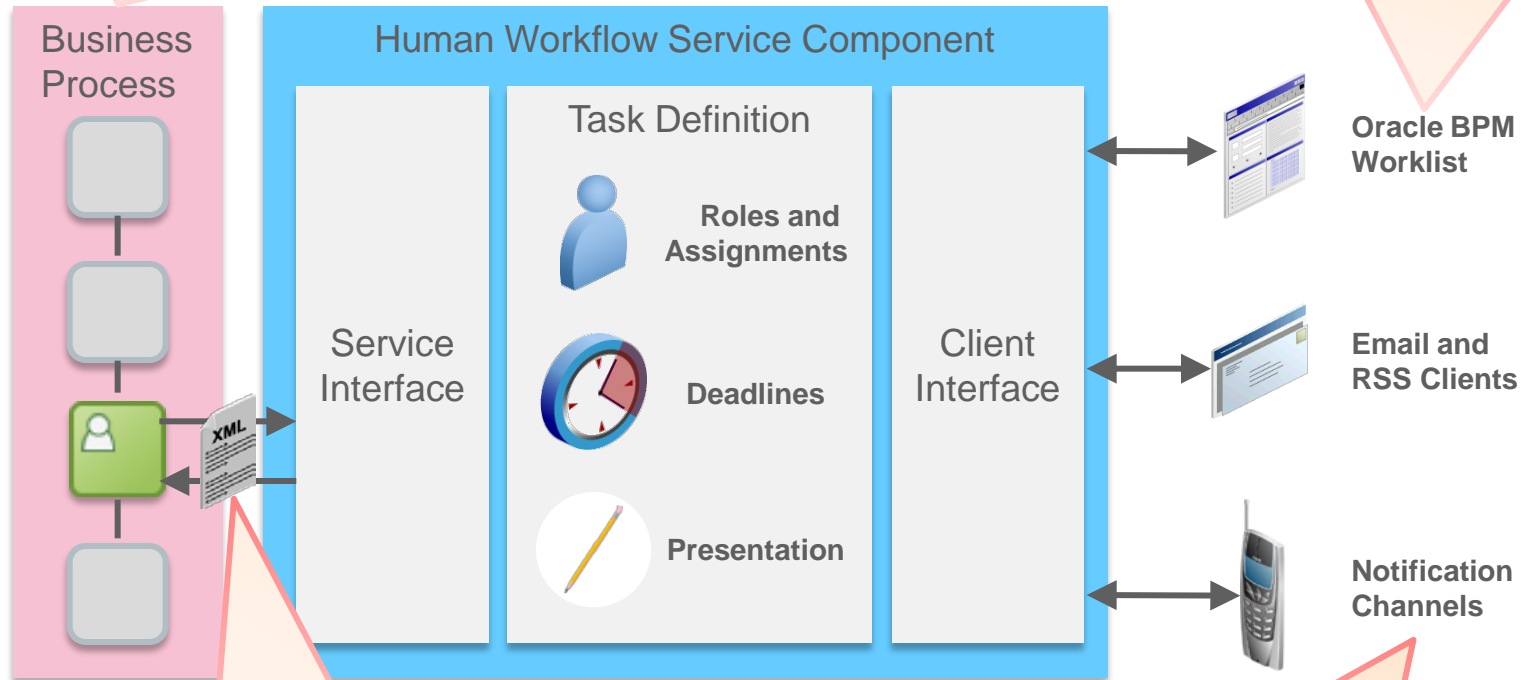 Business
Process
Human Workflow Service Component
Service
Interface
Task Definition
Roles and
Assignments
Deadlines
Presentation
Client
Interface
XML
Oracle BPM
Worklist
Email and
RSS Clients
Notification
Channels